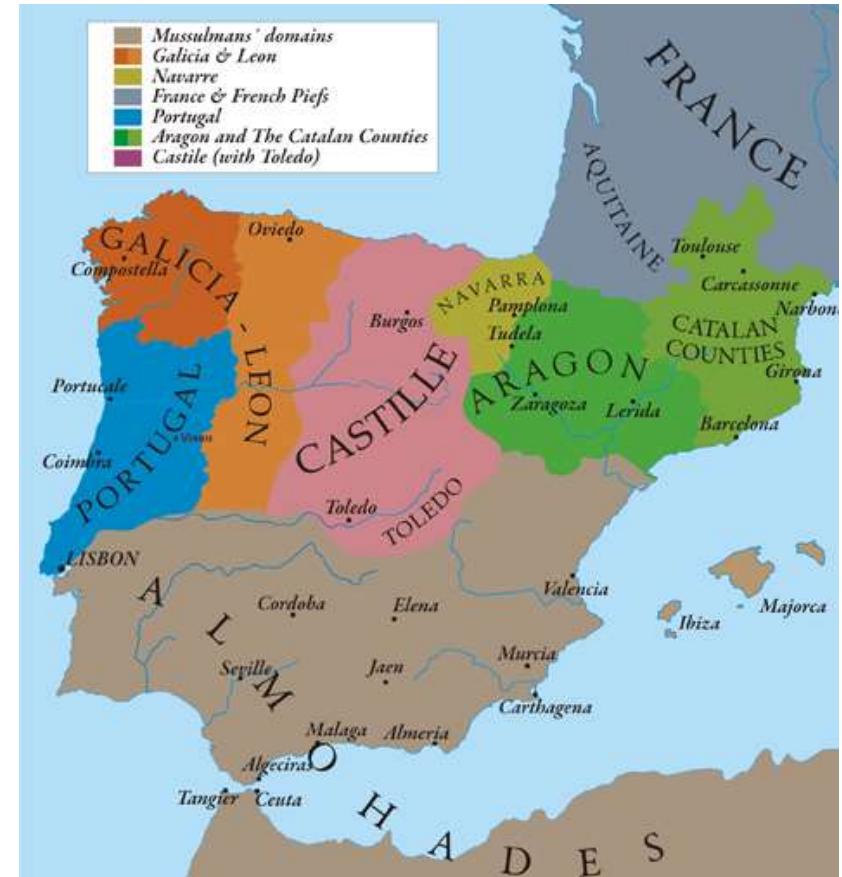 Mussulmans' domains
Galicia & Leon
Navarre
France & French Piefs
Portugal
Aragon and The Catalan Counties
Castile (with Toledo)
FRANCE
AQUITAINE
GALICIA - LEON
Oviedo
Compostella
Toulouse
Carcassonne
Narbon
NAVARRA
Pamplona
Tudela
Burgos
CATALAN
COUNTIES
Girona
CASTILLE
ARAGON
Zaragoza
Lerida
Barcelona
Portucale
PORTUGAL
Viseu
Coimbra
Toledo
TOLEDO
LISBON
ALMOHADES
Cordoba
Elena
Valencia
Majorca
Ibiza
Seville
Jaen
Murcia
Carthagena
Malaga
Almeria
Algeciras
Tangier
Ceuta